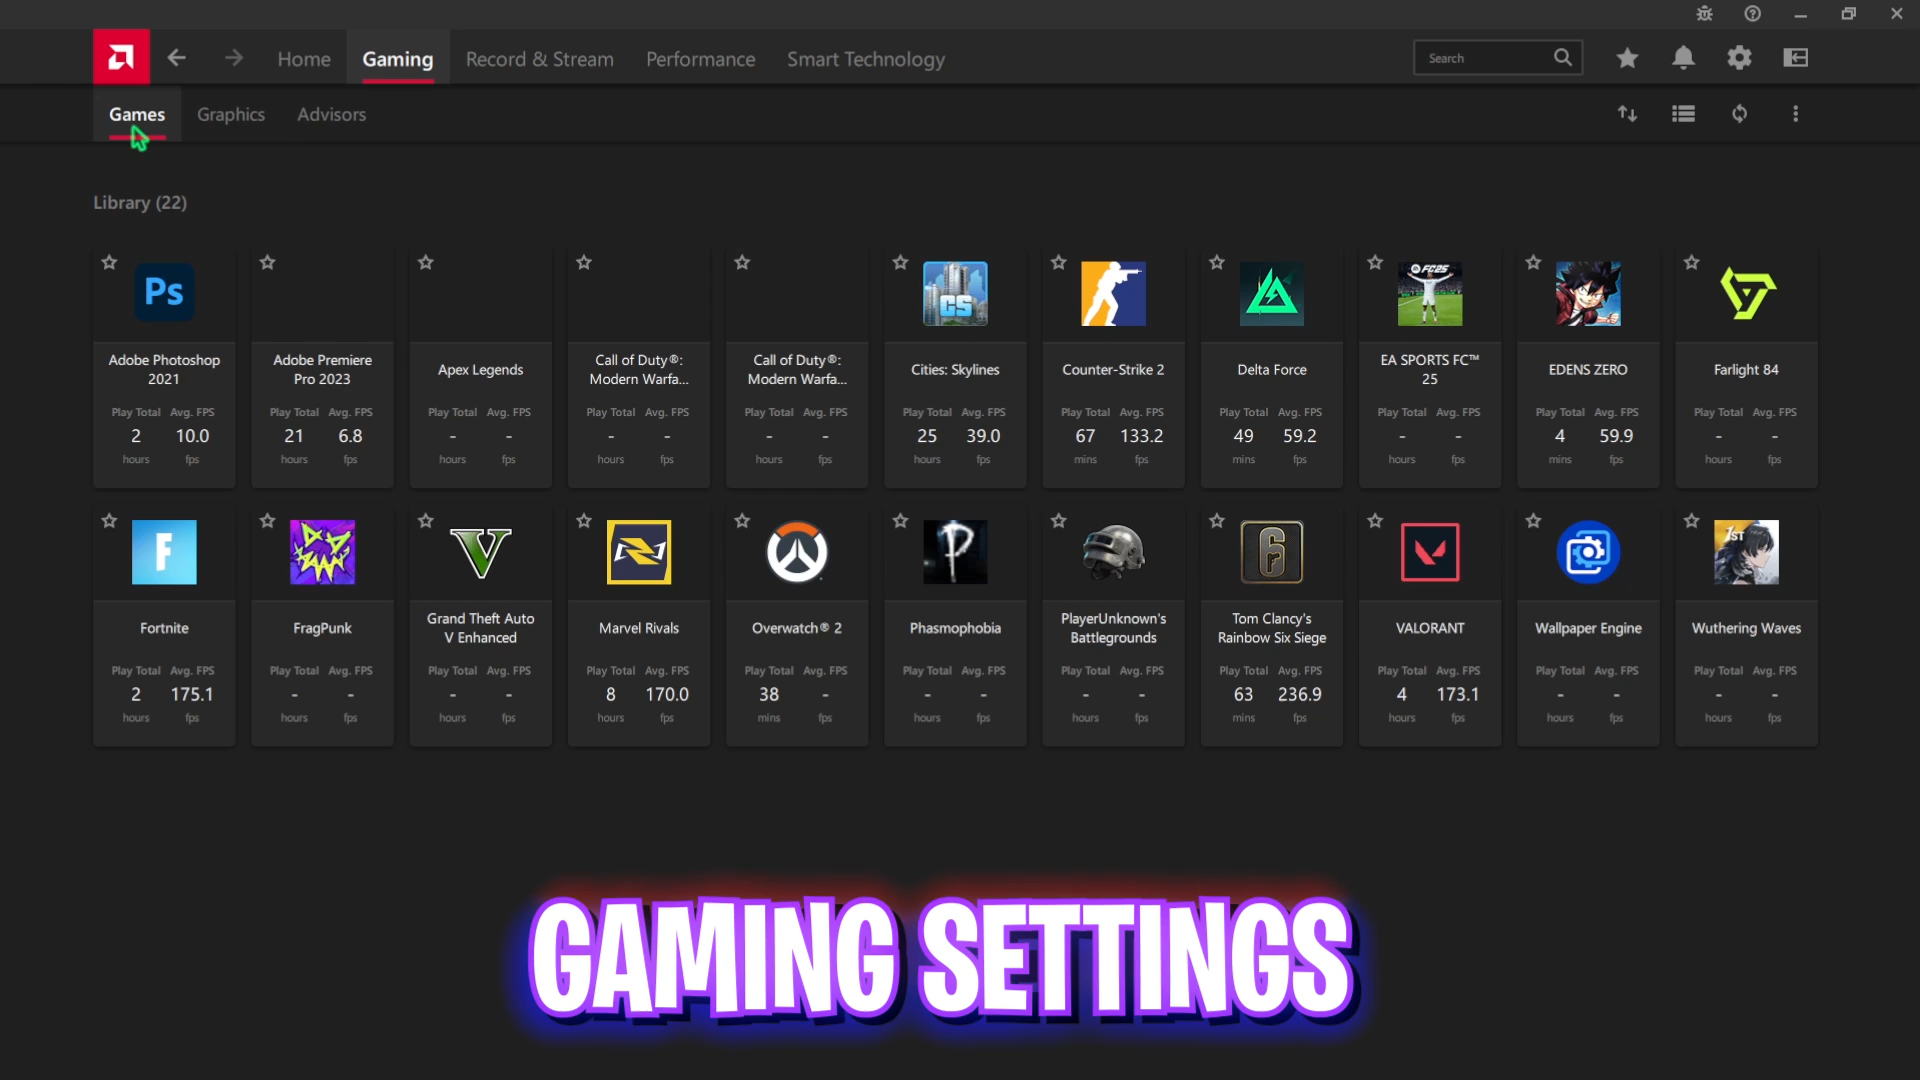 Home Gaming Record & Stream Performance Smart Technology Search
Games Graphics Advisors
Library (22)
Ps
CS
FC25
Adobe Photoshop 2021
Play Total Avg. FPS
2 10.0
hours fps
Adobe Premiere Pro 2023
Play Total Avg. FPS
21 6.8
hours fps
Apex Legends
Play Total Avg. FPS
- -
hours fps
Call of Duty®: Modern Warfa...
Play Total Avg. FPS
- -
hours fps
Call of Duty®: Modern Warfa...
Play Total Avg. FPS
- -
hours fps
Cities: Skylines
Play Total Avg. FPS
25 39.0
hours fps
Counter-Strike 2
Play Total Avg. FPS
67 133.2
mins fps
Delta Force
Play Total Avg. FPS
49 59.2
mins fps
EA SPORTS FC™ 25
Play Total Avg. FPS
- -
hours fps
EDENS ZERO
Play Total Avg. FPS
4 59.9
mins fps
Farlight 84
Play Total Avg. FPS
- -
hours fps
F
V
P
6
1ST
Fortnite
Play Total Avg. FPS
2 175.1
hours fps
FragPunk
Play Total Avg. FPS
- -
hours fps
Grand Theft Auto V Enhanced
Play Total Avg. FPS
- -
hours fps
Marvel Rivals
Play Total Avg. FPS
8 170.0
hours fps
Overwatch® 2
Play Total Avg. FPS
38 -
mins fps
Phasmophobia
Play Total Avg. FPS
- -
hours fps
PlayerUnknown's Battlegrounds
Play Total Avg. FPS
- -
hours fps
Tom Clancy's Rainbow Six Siege
Play Total Avg. FPS
63 236.9
mins fps
VALORANT
Play Total Avg. FPS
4 173.1
hours fps
Wallpaper Engine
Play Total Avg. FPS
- -
hours fps
Wuthering Waves
Play Total Avg. FPS
- -
hours fps
GAMING SETTINGS